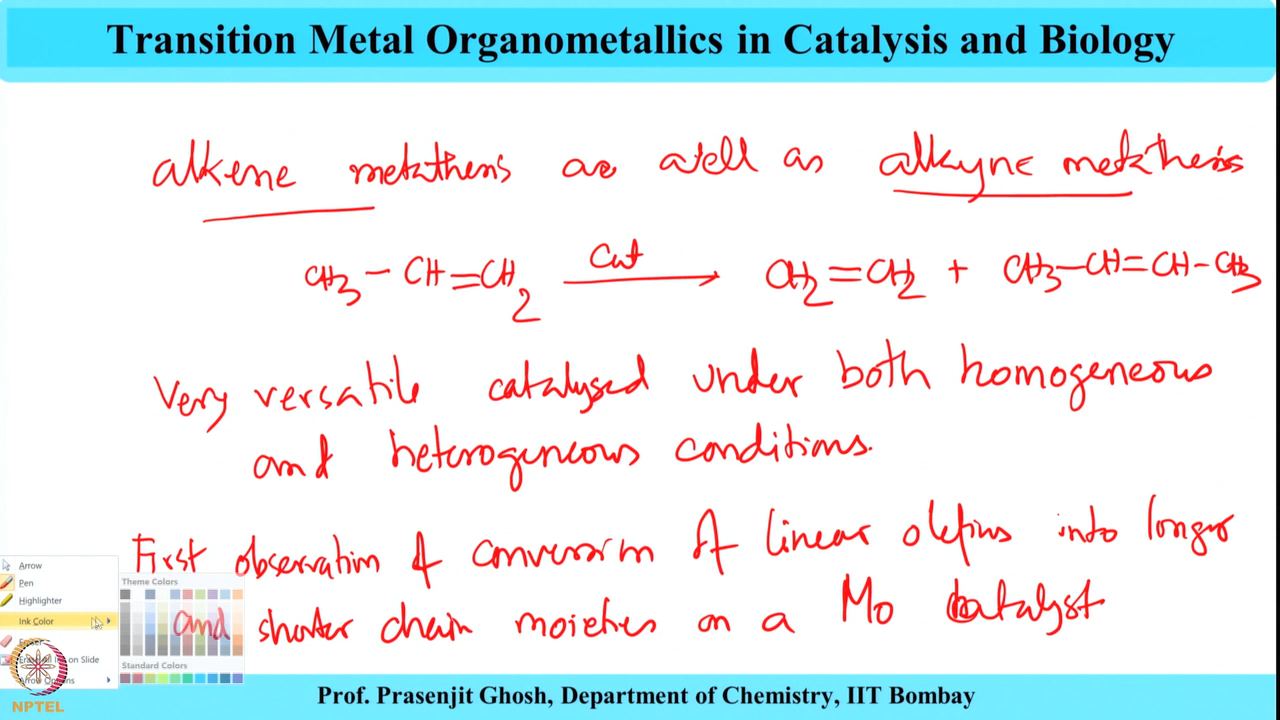 Transition Metal Organometallics in Catalysis and Biology
alkene metathesis as well as alkyne metathesis
CH3 – CH=CH2 Cat → CH2=CH2 + CH3–CH=CH–CH3
Very versatile catalysed under both homogeneous
and heterogeneous conditions.
First observation of conversion of linear olefins into longer
and shorter chain moieties on a Mo catalyst
Arrow
Pen
Highlighter
Ink Color
Theme Colors
Standard Colors
Arrow Options
NPTEL
Prof. Prasenjit Ghosh, Department of Chemistry, IIT Bombay